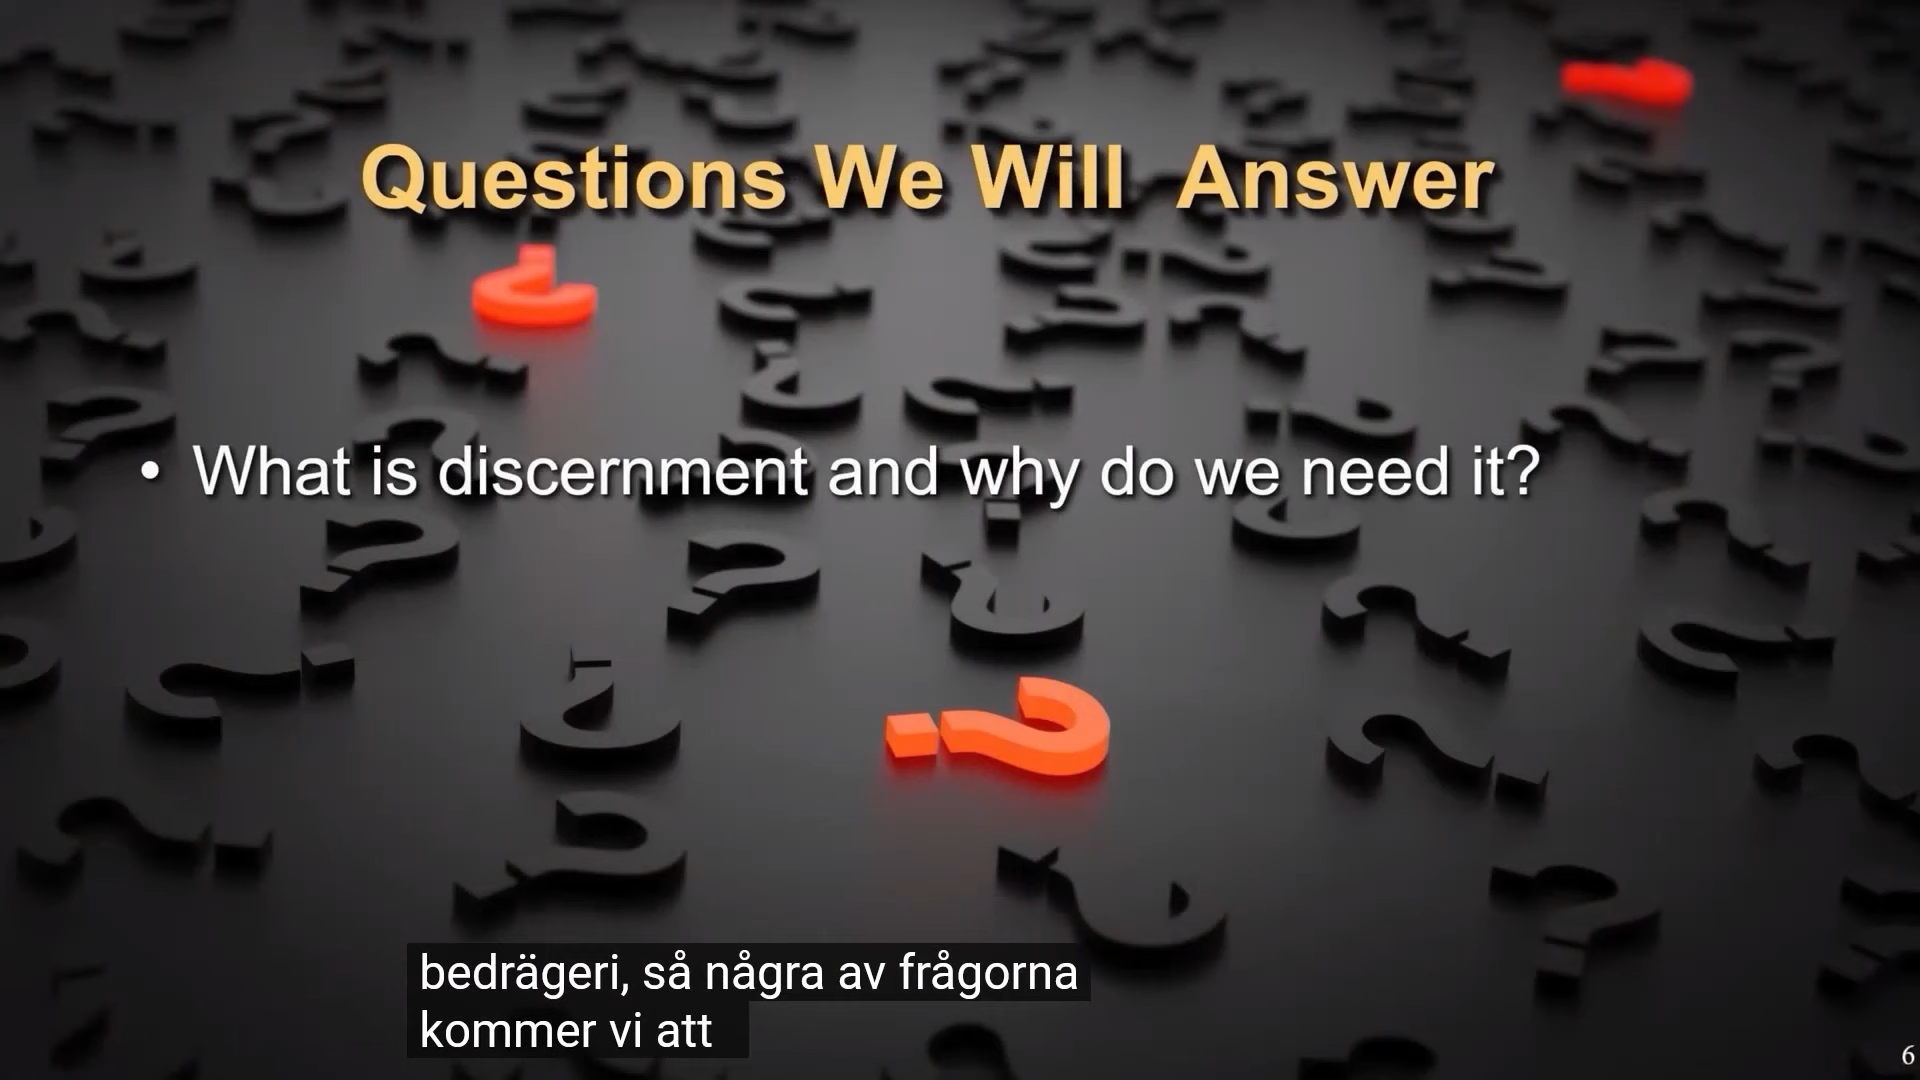 Questions We Will Answer
• What is discernment and why do we need it?
bedrägeri, så några av frågorna
kommer vi att
6